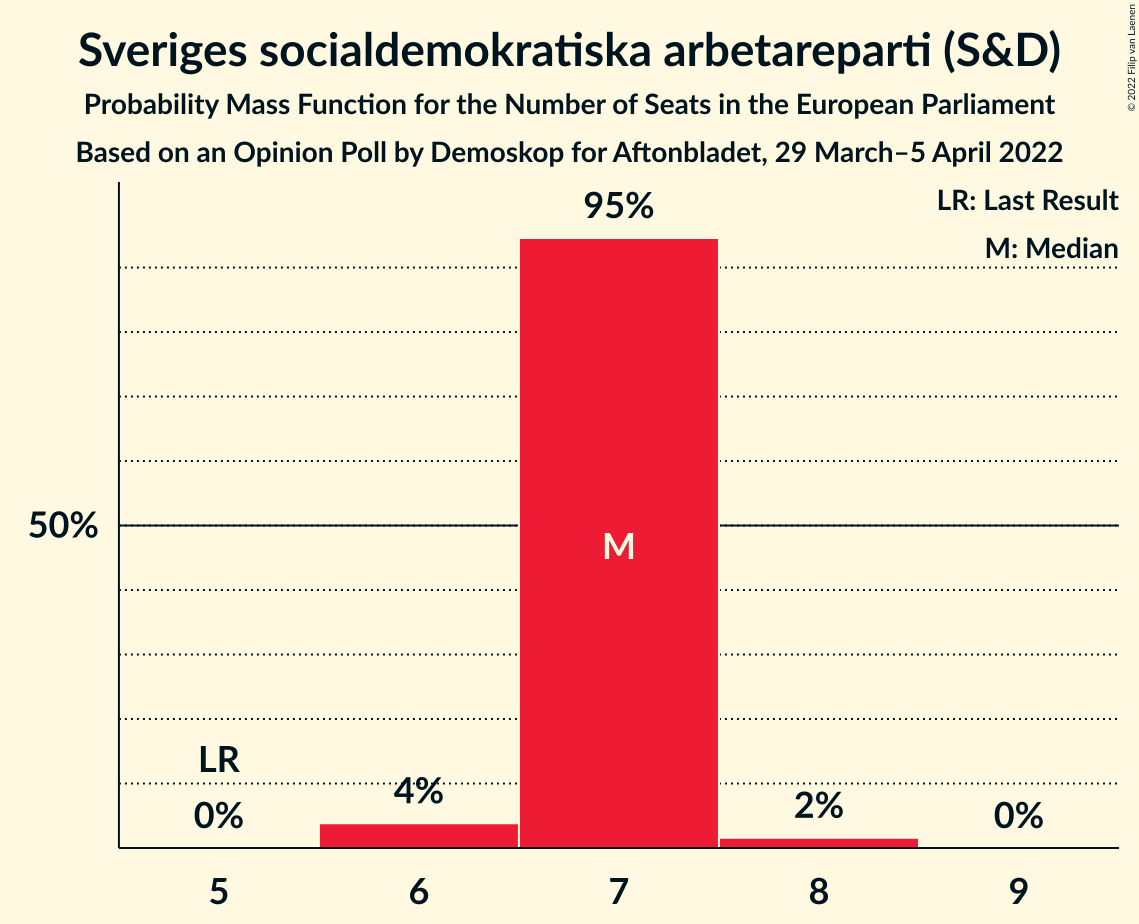 Sveriges socialdemokratiska arbetareparti (S&D)
Probability Mass Function for the Number of Seats in the European Parliament
Based on an Opinion Poll by Demoskop for Aftonbladet, 29 March–5 April 2022
© 2022 Filip van Laenen
LR: Last Result
M: Median
95%
50%
M
LR
0%
4%
2%
0%
5 6 7 8 9